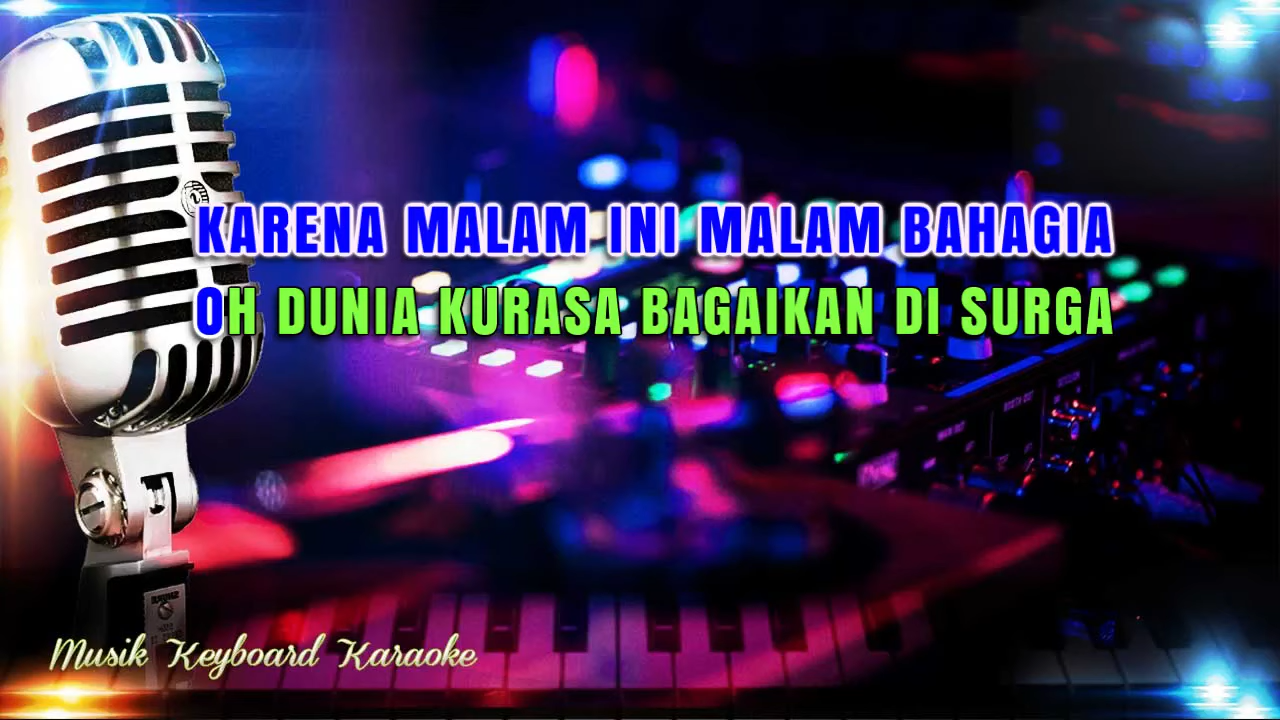 KARENA MALAM INI MALAM BAHAGIA
OH DUNIA KURASA BAGAIKAN DI SURGA
Musik Keyboard Karaoke